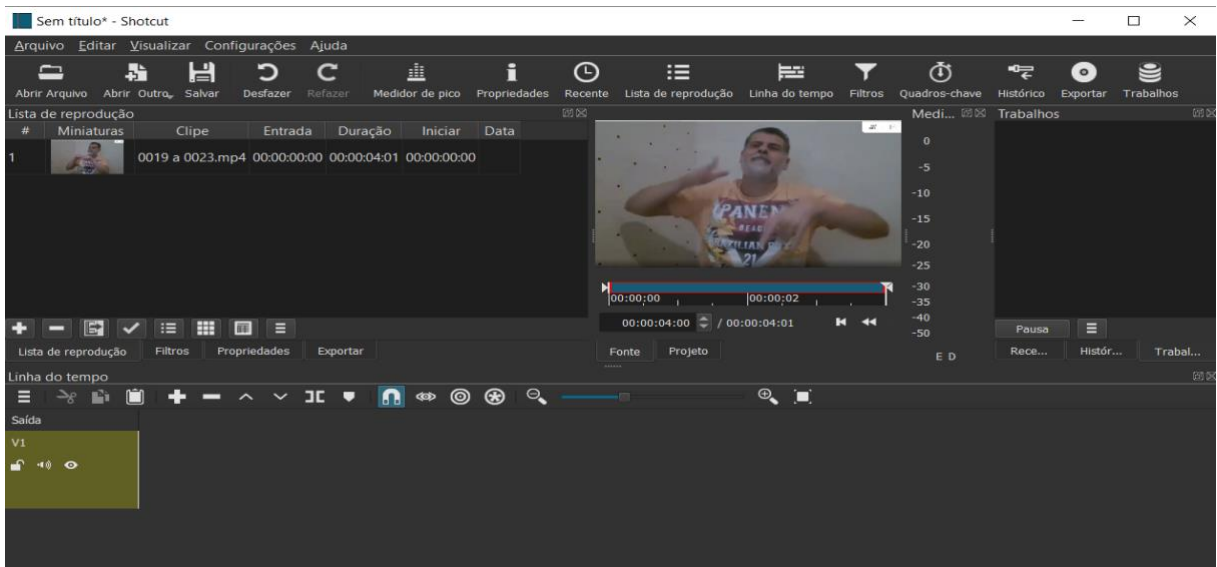 Sem título* - Shotcut
Arquivo Editar Visualizar Configurações Ajuda
Abrir Arquivo Abrir Outro Salvar Desfazer Refazer Medidor de pico Propriedades Recente Lista de reprodução Linha do tempo Filtros Quadros-chave Histórico Exportar Trabalhos
Lista de reprodução Medi... Trabalhos
# Miniaturas Clipe Entrada Duração Iniciar Data
1 0019 a 0023.mp4 00:00:00:00 00:00:04:01 00:00:00:00
0
-5
-10
-15
-20
-25
-30
-35
-40
-50
E D
PANE
21
00:00;00 00:00;02
00:00:04:00 / 00:00:04:01
Pausa
Lista de reprodução Filtros Propriedades Exportar
Fonte Projeto
Rece... Histór... Trabal...
Linha do tempo
Saída
V1